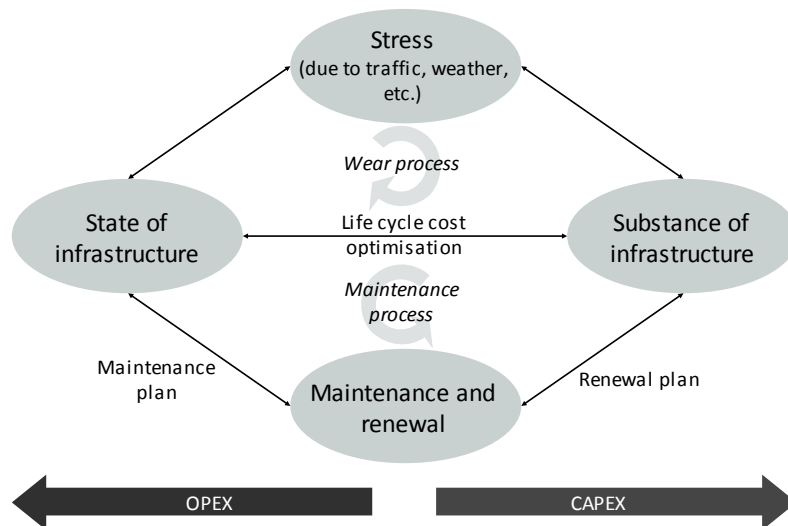 Stress
(due to traffic, weather,
etc.)
Wear process
State of
infrastructure
Life cycle cost
optimisation
Substance of
infrastructure
Maintenance
process
Maintenance
plan
Maintenance and
renewal
Renewal plan
OPEX
CAPEX